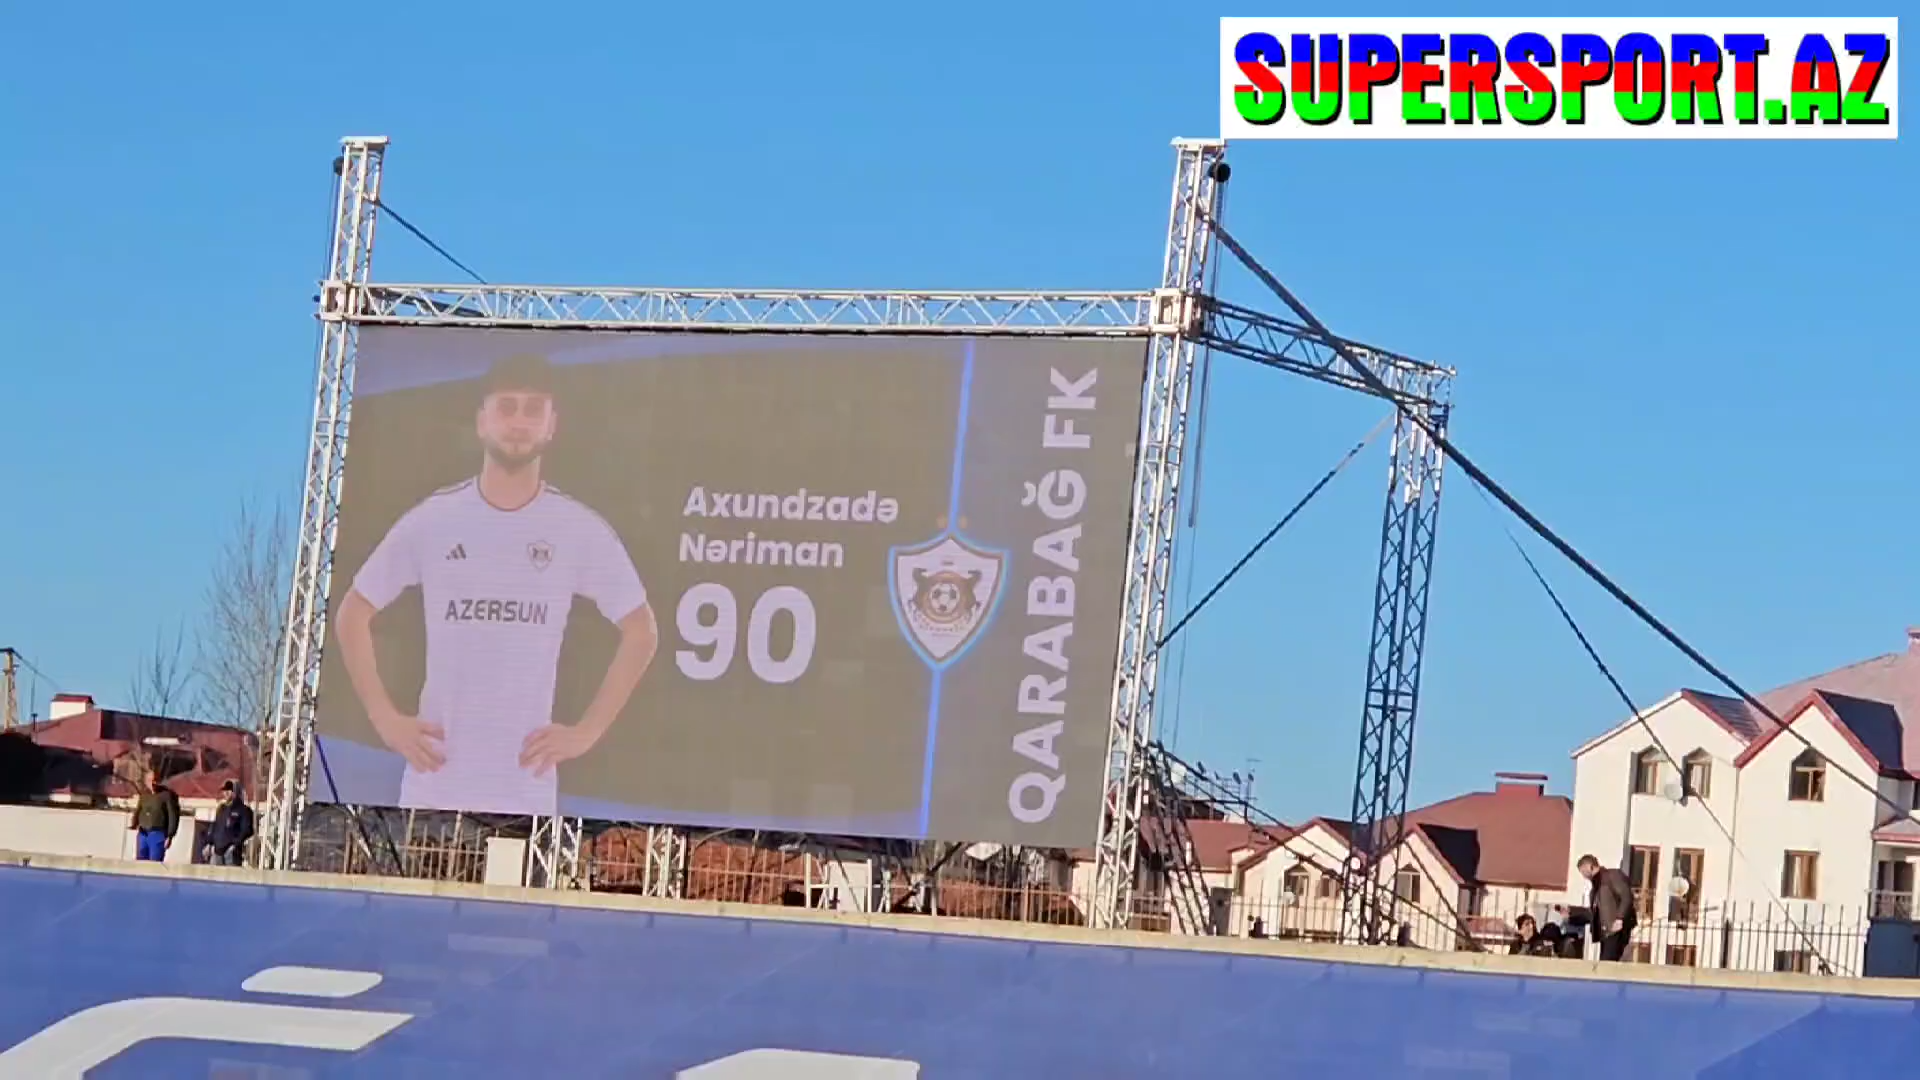 SUPERSPORT.AZ
Axundzadə
Nəriman
90
AZERSUN
QARABAĞ FK